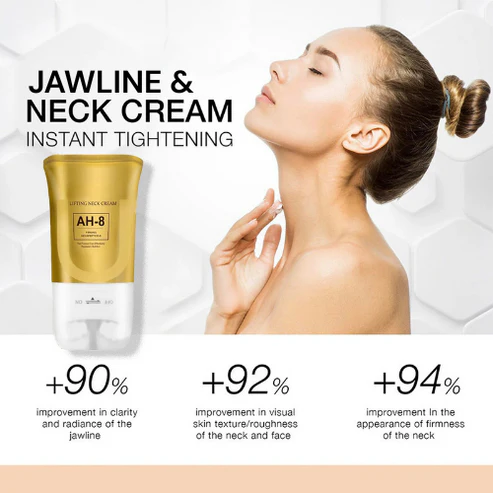 JAWLINE &
NECK CREAM
INSTANT TIGHTENING
LIFTING NECK CREAM
AH-8
+90%
+92%
+94%
improvement in clarity
and radiance of the
jawline
improvement in visual
skin texture/roughness
of the neck and face
improvement In the
appearance of firmness
of the neck